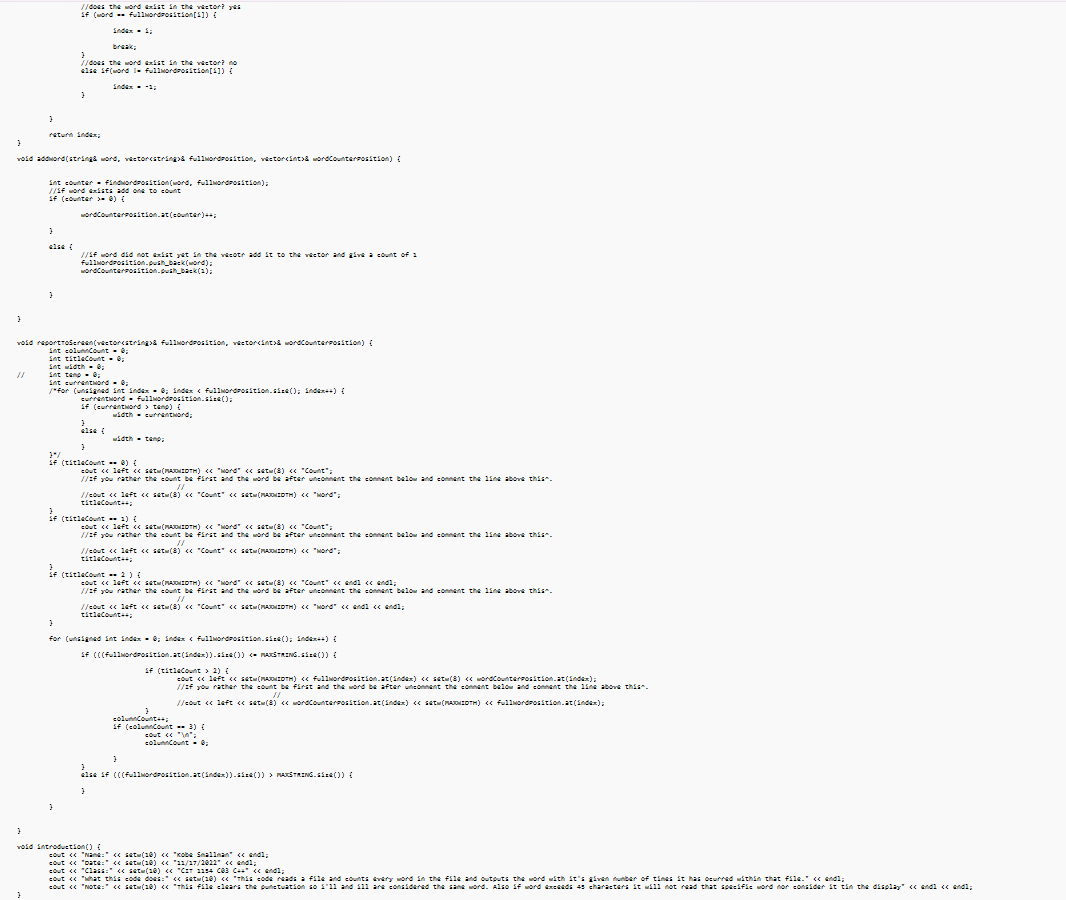 //does the word exist in the vector? yes
if (word == fullWordPosition[i]) {
index = i;
break;
}
//does the word exist in the vector? no
else if(word != fullWordPosition[i]) {
index = -1;
}
}
return index;
}
void addWord(string& word, vector<string>& fullWordPosition, vector<int>& wordCounterPosition) {
int counter = findWordPosition(word, fullWordPosition);
//if word exists add one to count
if (counter >= 0) {
wordCounterPosition.at(counter)++;
}
else {
//if word did not exist yet in the vecotr add it to the vector and give a count of 1
fullWordPosition.push_back(word);
wordCounterPosition.push_back(1);
}
}
void reportToScreen(vector<string>& fullWordPosition, vector<int>& wordCounterPosition) {
int columnCount = 0;
int titleCount = 0;
int width = 0;
// int temp = 0;
int currentWord = 0;
/*for (unsigned int index = 0; index < fullWordPosition.size(); index++) {
currentWord = fullWordPosition.size();
if (currentWord > temp) {
width = currentWord;
}
else {
width = temp;
}
}*/
if (titleCount == 0) {
cout << left << setw(MAXWIDTH) << "Word" << setw(8) << "Count";
//If you rather the count be first and the word be after uncomment the comment below and comment the line above this^.
//
//cout << left << setw(8) << "Count" << setw(MAXWIDTH) << "Word";
titleCount++;
}
if (titleCount == 1) {
cout << left << setw(MAXWIDTH) << "Word" << setw(8) << "Count";
//If you rather the count be first and the word be after uncomment the comment below and comment the line above this^.
//
//cout << left << setw(8) << "Count" << setw(MAXWIDTH) << "Word";
titleCount++;
}
if (titleCount == 2 ) {
cout << left << setw(MAXWIDTH) << "Word" << setw(8) << "Count" << endl << endl;
//If you rather the count be first and the word be after uncomment the comment below and comment the line above this^.
//
//cout << left << setw(8) << "Count" << setw(MAXWIDTH) << "Word" << endl << endl;
titleCount++;
}
for (unsigned int index = 0; index < fullWordPosition.size(); index++) {
if (((fullWordPosition.at(index)).size()) <= MAXSTRING.size()) {
if (titleCount > 2) {
cout << left << setw(MAXWIDTH) << fullWordPosition.at(index) << setw(8) << wordCounterPosition.at(index);
//If you rather the count be first and the word be after uncomment the comment below and comment the line above this^.
//
//cout << left << setw(8) << wordCounterPosition.at(index) << setw(MAXWIDTH) << fullWordPosition.at(index);
}
columnCount++;
if (columnCount == 3) {
cout << "\n";
columnCount = 0;
}
}
else if (((fullWordPosition.at(index)).size()) > MAXSTRING.size()) {
}
}
}
void introduction() {
cout << "Name:" << setw(10) << "Kobe Smallman" << endl;
cout << "Date:" << setw(10) << "11/17/2022" << endl;
cout << "Class:" << setw(10) << "CIT 1154 C03 C++" << endl;
cout << "What this code does:" << setw(10) << "This code reads a file and counts every word in the file and outputs the word with it's given number of times it has ocurred within that file." << endl;
cout << "Note:" << setw(10) << "This file clears the punctuation so i'll and ill are considered the same word. Also if word exceeds 45 characters it will not read that specific word nor consider it tin the display" << endl << endl;
}